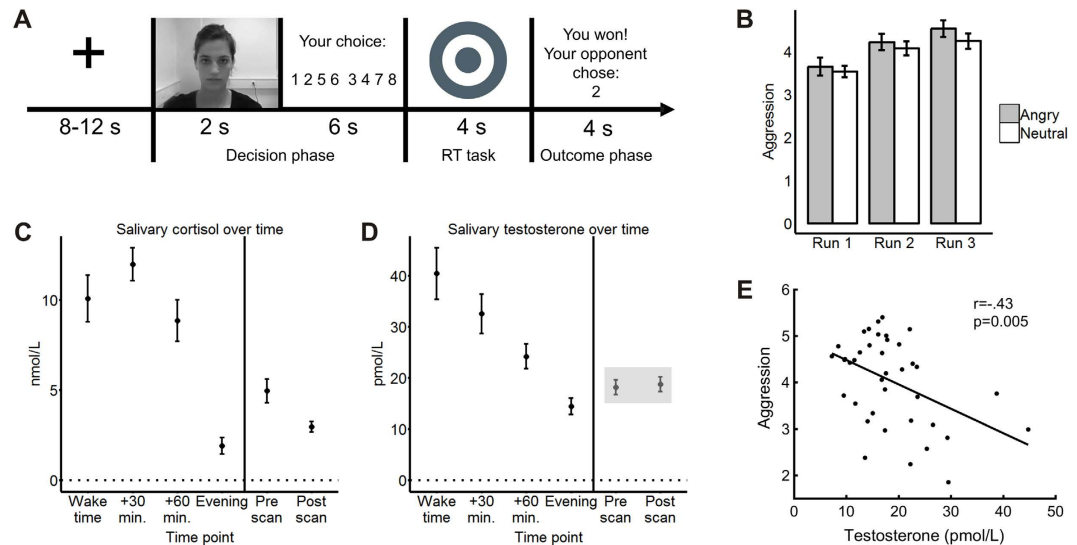 A
Your choice:
1 2 5 6 3 4 7 8
You won!
Your opponent
chose:
2
8-12 s
2 s
6 s
4 s
4 s
Decision phase
RT task
Outcome phase
B
Aggression
4
3
2
1
0
Run 1
Run 2
Run 3
Angry
Neutral
C
Salivary cortisol over time
nmol/L
10
5
0
Wake
time
+30
min.
+60
min.
Evening
Pre
scan
Post
scan
Time point
D
Salivary testosterone over time
pmol/L
40
30
20
10
0
Wake
time
+30
min.
+60
min.
Evening
Pre
scan
Post
scan
Time point
E
r=-.43
p=0.005
Aggression
6
5
4
3
2
0
10
20
30
40
50
Testosterone (pmol/L)